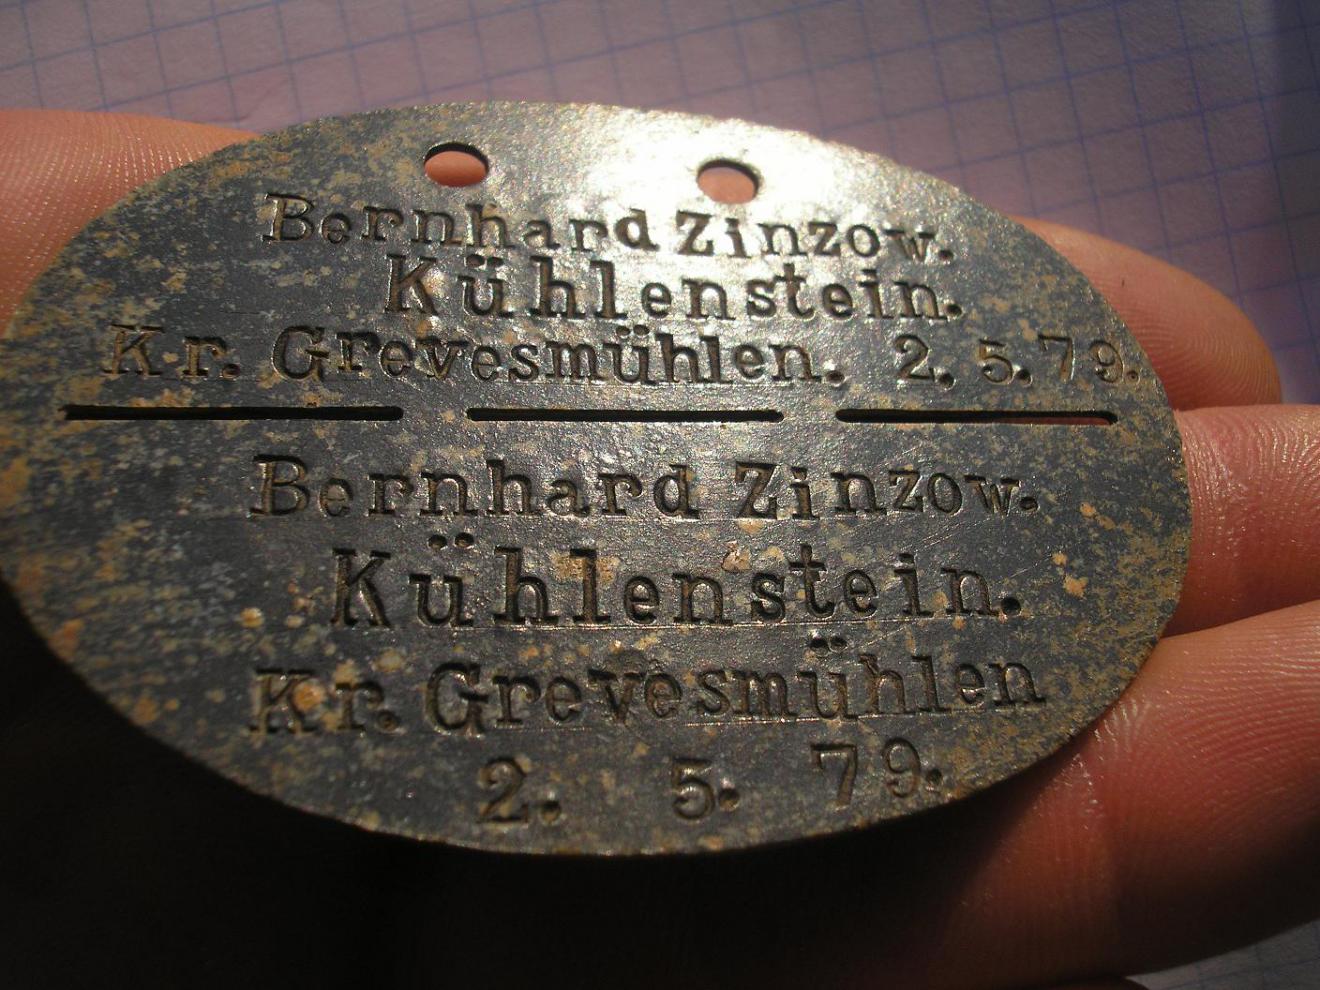 Bernhard Zinzow.
Kühlenstein.
Kr. Grevesmühlen. 2. 5. 79.
Bernhard Zinzow.
Kühlenstein.
Kr. Grevesmühlen
2. 5. 79.